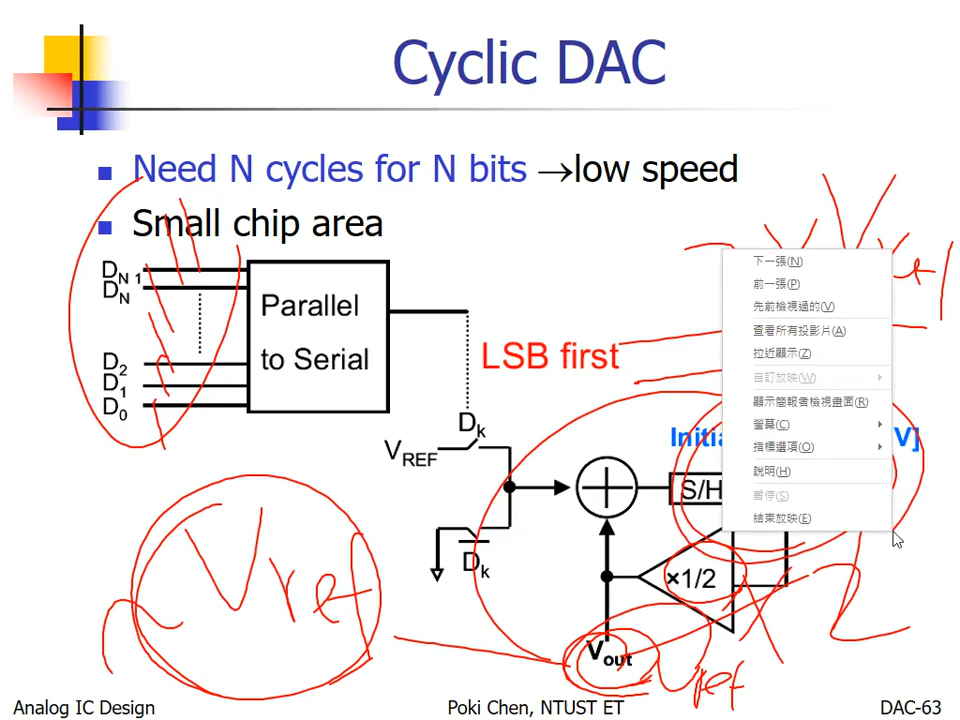 Cyclic DAC
Need N cycles for N bits →low speed
Small chip area
D_N 1
D_N
D_2
D_1
D_0
Parallel
to Serial
LSB first
D_k
V_REF
D_k
Initia
V]
S/H
×1/2
V_out
Vref
Vref
×2
下一張(N)
前一張(P)
先前檢視過的(V)
查看所有投影片(A)
拉近顯示(Z)
自訂放映(W)
顯示簡報者檢視畫面(R)
螢幕(C)
指標選項(O)
說明(H)
暫停(S)
結束放映(E)
Analog IC Design
Poki Chen, NTUST ET
DAC-63